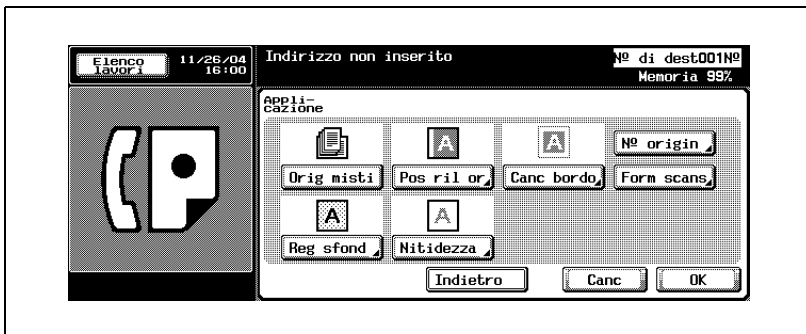 Elenco
lavori
11/26/04
16:00
Indirizzo non inserito
Nº di dest001Nº
Memoria 99%
Appli-
cazione
A A Nº origin
Orig misti Pos ril or Canc bordo Form scans
A A
Reg sfond Nitidezza
Indietro Canc OK